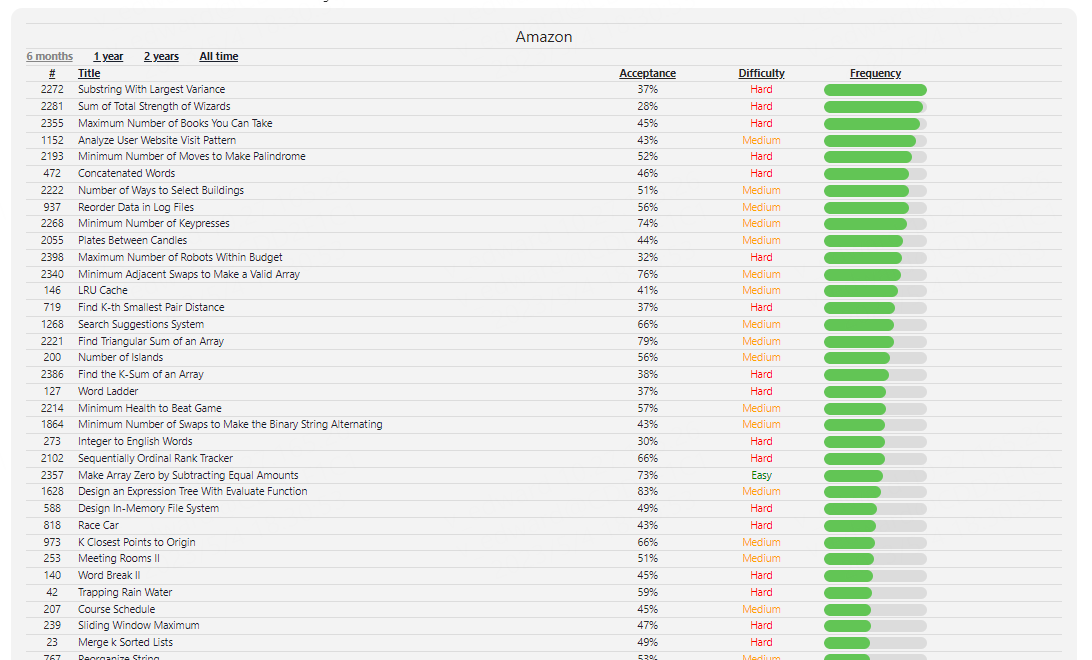 Amazon
6 months 1 year 2 years All time
# Title Acceptance Difficulty Frequency
2272 Substring With Largest Variance 37% Hard
2281 Sum of Total Strength of Wizards 28% Hard
2355 Maximum Number of Books You Can Take 45% Hard
1152 Analyze User Website Visit Pattern 43% Medium
2193 Minimum Number of Moves to Make Palindrome 52% Hard
472 Concatenated Words 46% Hard
2222 Number of Ways to Select Buildings 51% Medium
937 Reorder Data in Log Files 56% Medium
2268 Minimum Number of Keypresses 74% Medium
2055 Plates Between Candles 44% Medium
2398 Maximum Number of Robots Within Budget 32% Hard
2340 Minimum Adjacent Swaps to Make a Valid Array 76% Medium
146 LRU Cache 41% Medium
719 Find K-th Smallest Pair Distance 37% Hard
1268 Search Suggestions System 66% Medium
2221 Find Triangular Sum of an Array 79% Medium
200 Number of Islands 56% Medium
2386 Find the K-Sum of an Array 38% Hard
127 Word Ladder 37% Hard
2214 Minimum Health to Beat Game 57% Medium
1864 Minimum Number of Swaps to Make the Binary String Alternating 43% Medium
273 Integer to English Words 30% Hard
2102 Sequentially Ordinal Rank Tracker 66% Hard
2357 Make Array Zero by Subtracting Equal Amounts 73% Easy
1628 Design an Expression Tree With Evaluate Function 83% Medium
588 Design In-Memory File System 49% Hard
818 Race Car 43% Hard
973 K Closest Points to Origin 66% Medium
253 Meeting Rooms II 51% Medium
140 Word Break II 45% Hard
42 Trapping Rain Water 59% Hard
207 Course Schedule 45% Medium
239 Sliding Window Maximum 47% Hard
23 Merge k Sorted Lists 49% Hard
767 Reorganize String 53% Medium